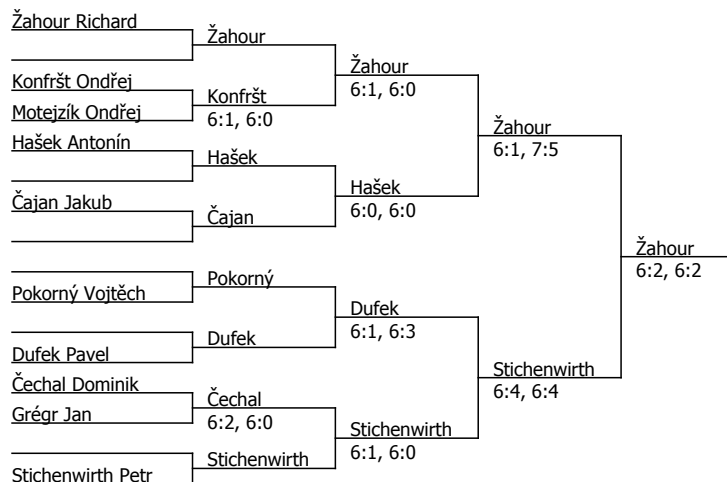 Žahour Richard
Konfršt Ondřej
Motejzík Ondřej
Hašek Antonín
Čajan Jakub
Pokorný Vojtěch
Dufek Pavel
Čechal Dominik
Grégr Jan
Stichenwirth Petr
Žahour
Konfršt
6:1, 6:0
Hašek
Čajan
Pokorný
Dufek
Čechal
6:2, 6:0
Stichenwirth
Žahour
6:1, 6:0
Hašek
6:0, 6:0
Dufek
6:1, 6:3
Stichenwirth
6:1, 6:0
Žahour
6:1, 7:5
Stichenwirth
6:4, 6:4
Žahour
6:2, 6:2